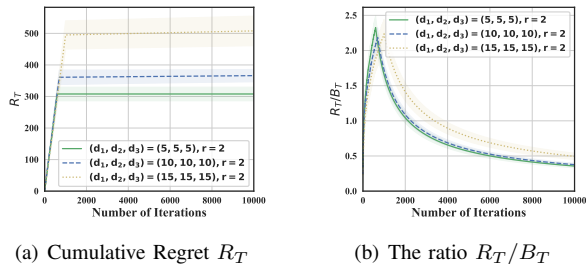 500
400
300
200
100
0
R_T
(d₁, d₂, d₃) = (5, 5, 5), r = 2
(d₁, d₂, d₃) = (10, 10, 10), r = 2
(d₁, d₂, d₃) = (15, 15, 15), r = 2
0 2000 4000 6000 8000 10000
Number of Iterations
(a) Cumulative Regret R_T
2.5
2.0
1.5
1.0
0.5
0.0
R_T/B_T
(d₁, d₂, d₃) = (5, 5, 5), r = 2
(d₁, d₂, d₃) = (10, 10, 10), r = 2
(d₁, d₂, d₃) = (15, 15, 15), r = 2
0 2000 4000 6000 8000 10000
Number of Iterations
(b) The ratio R_T/B_T